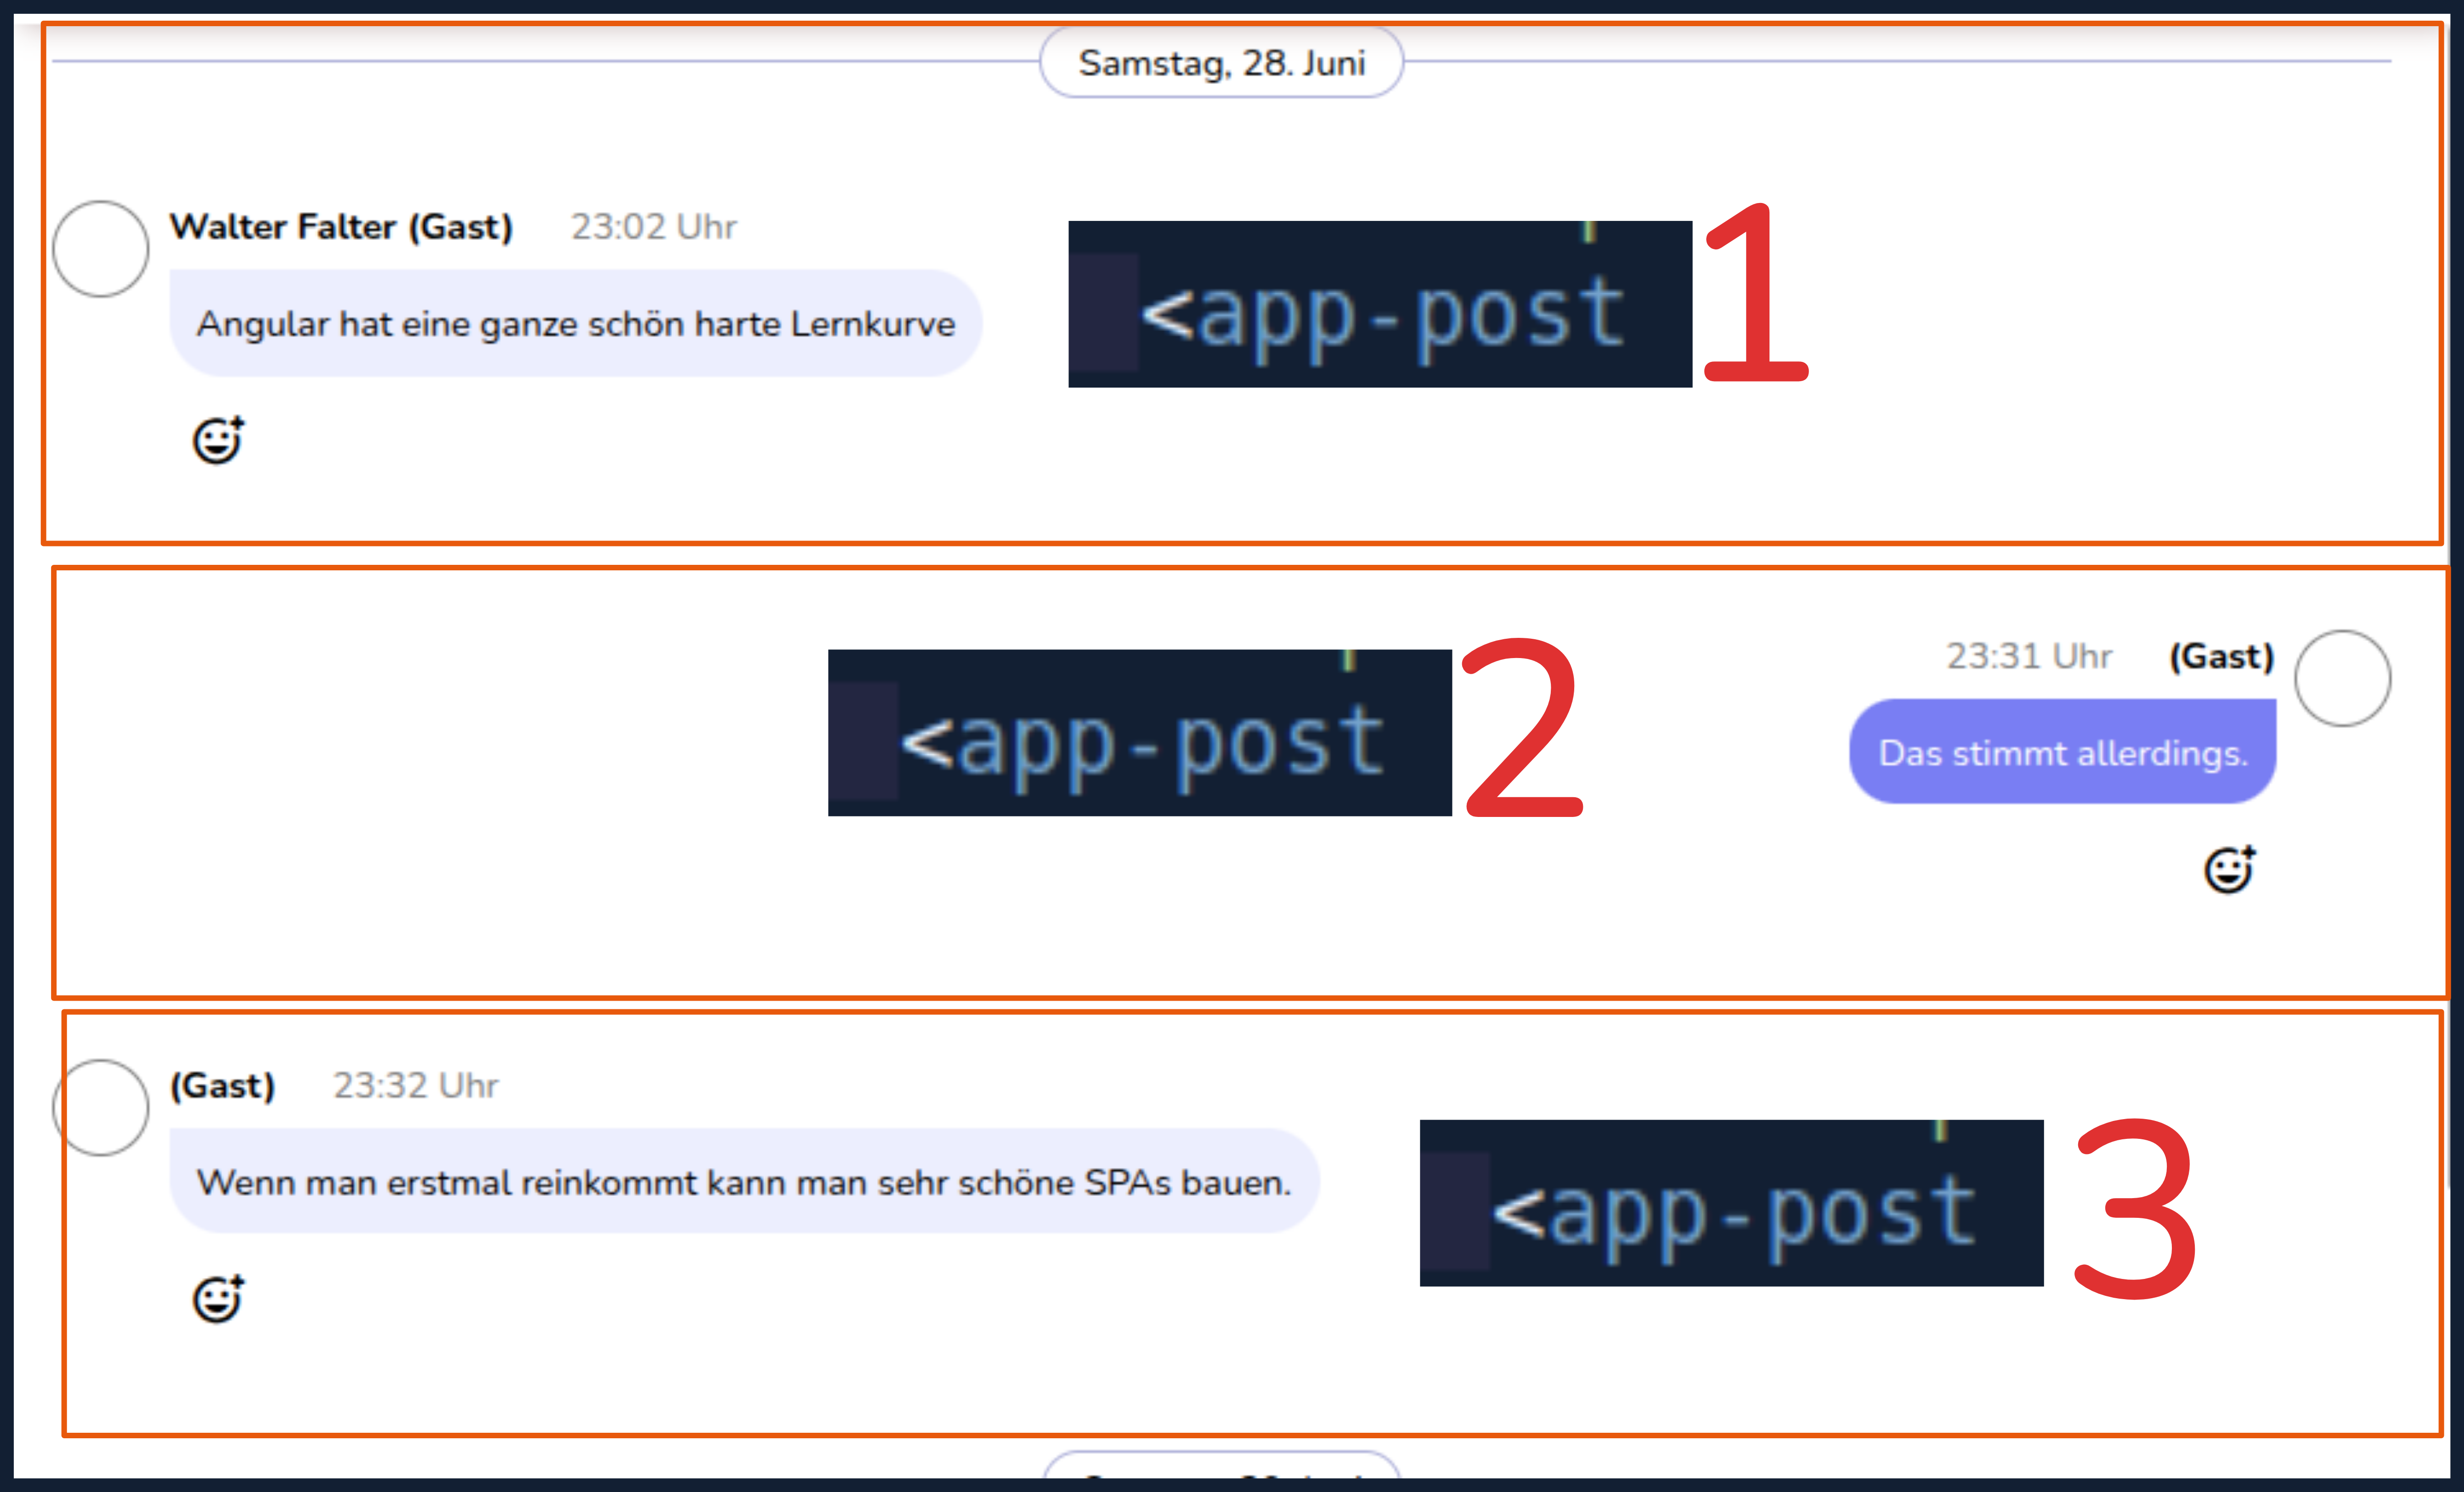 Samstag, 28. Juni
Walter Falter (Gast) 23:02 Uhr
Angular hat eine ganze schön harte Lernkurve
<app-post 1
23:31 Uhr (Gast)
<app-post 2
Das stimmt allerdings.
(Gast) 23:32 Uhr
Wenn man erstmal reinkommt kann man sehr schöne SPAs bauen.
<app-post 3